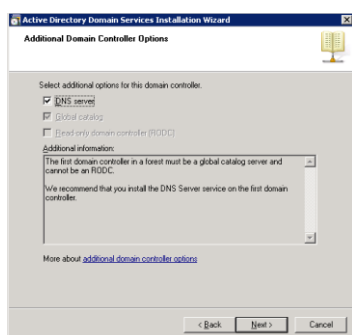 Active Directory Domain Services Installation Wizard
Additional Domain Controller Options
Select additional options for this domain controller.
DNS server
Global catalog
Read-only domain controller (RODC)
Additional information:
The first domain controller in a forest must be a global catalog server and
cannot be an RODC.
We recommend that you install the DNS Server service on the first domain
controller.
More about additional domain controller options
< Back
Next >
Cancel